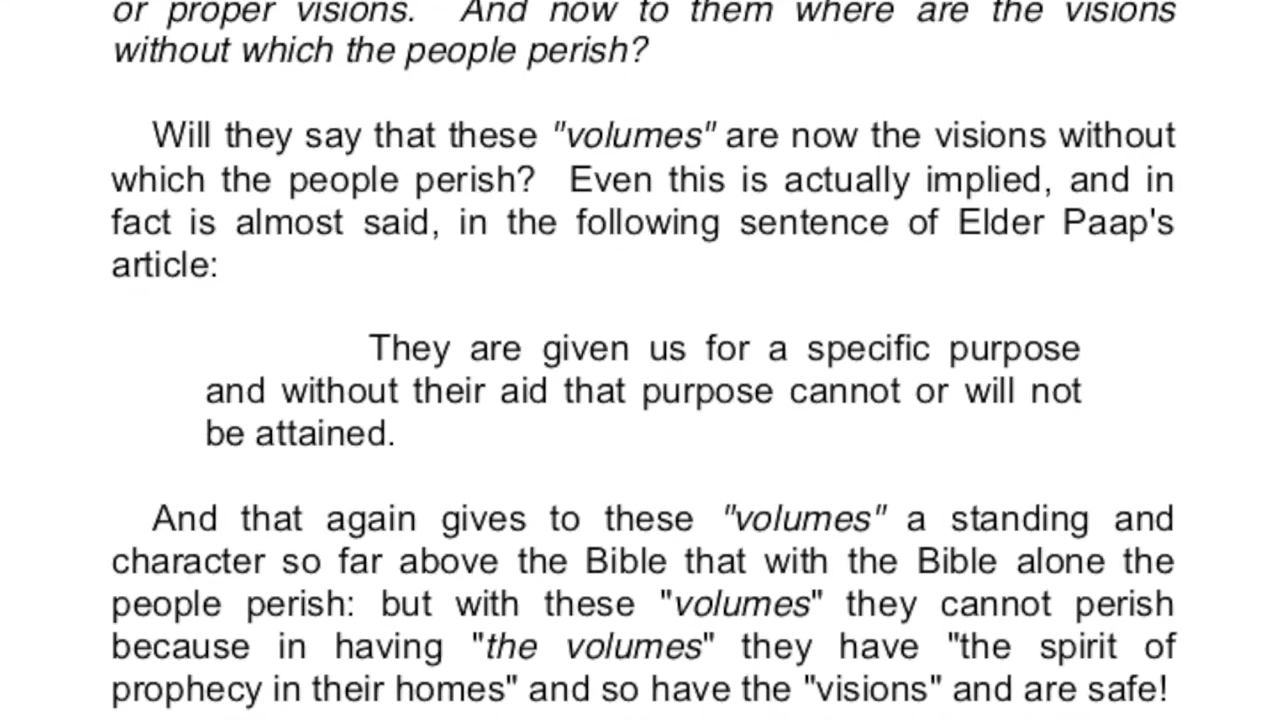 or proper visions. And now to them where are the visions
without which the people perish?
Will they say that these "volumes" are now the visions without
which the people perish? Even this is actually implied, and in
fact is almost said, in the following sentence of Elder Paap's
article:
They are given us for a specific purpose
and without their aid that purpose cannot or will not
be attained.
And that again gives to these "volumes" a standing and
character so far above the Bible that with the Bible alone the
people perish: but with these "volumes" they cannot perish
because in having "the volumes" they have "the spirit of
prophecy in their homes" and so have the "visions" and are safe!